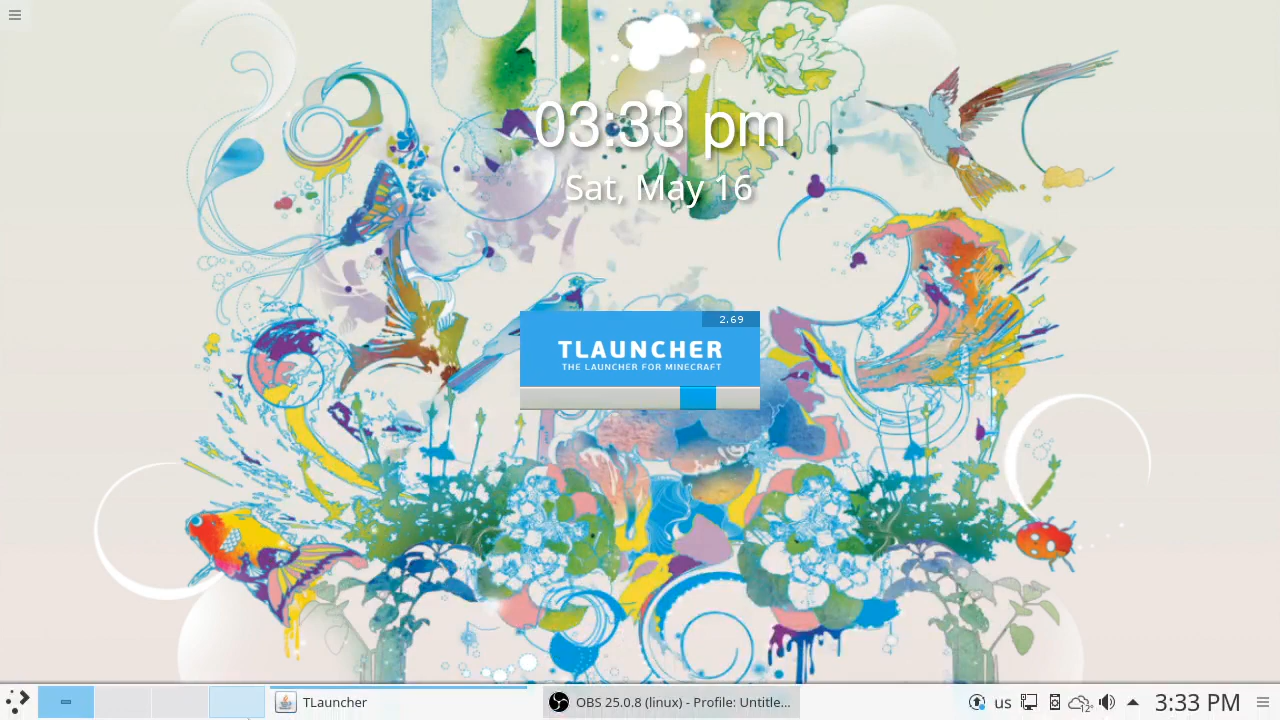 03:33 pm
Sat, May 16
2.69
TLAUNCHER
THE LAUNCHER FOR MINECRAFT
TLauncher
OBS 25.0.8 (linux) - Profile: Untitle...
us
12°
3:33 PM